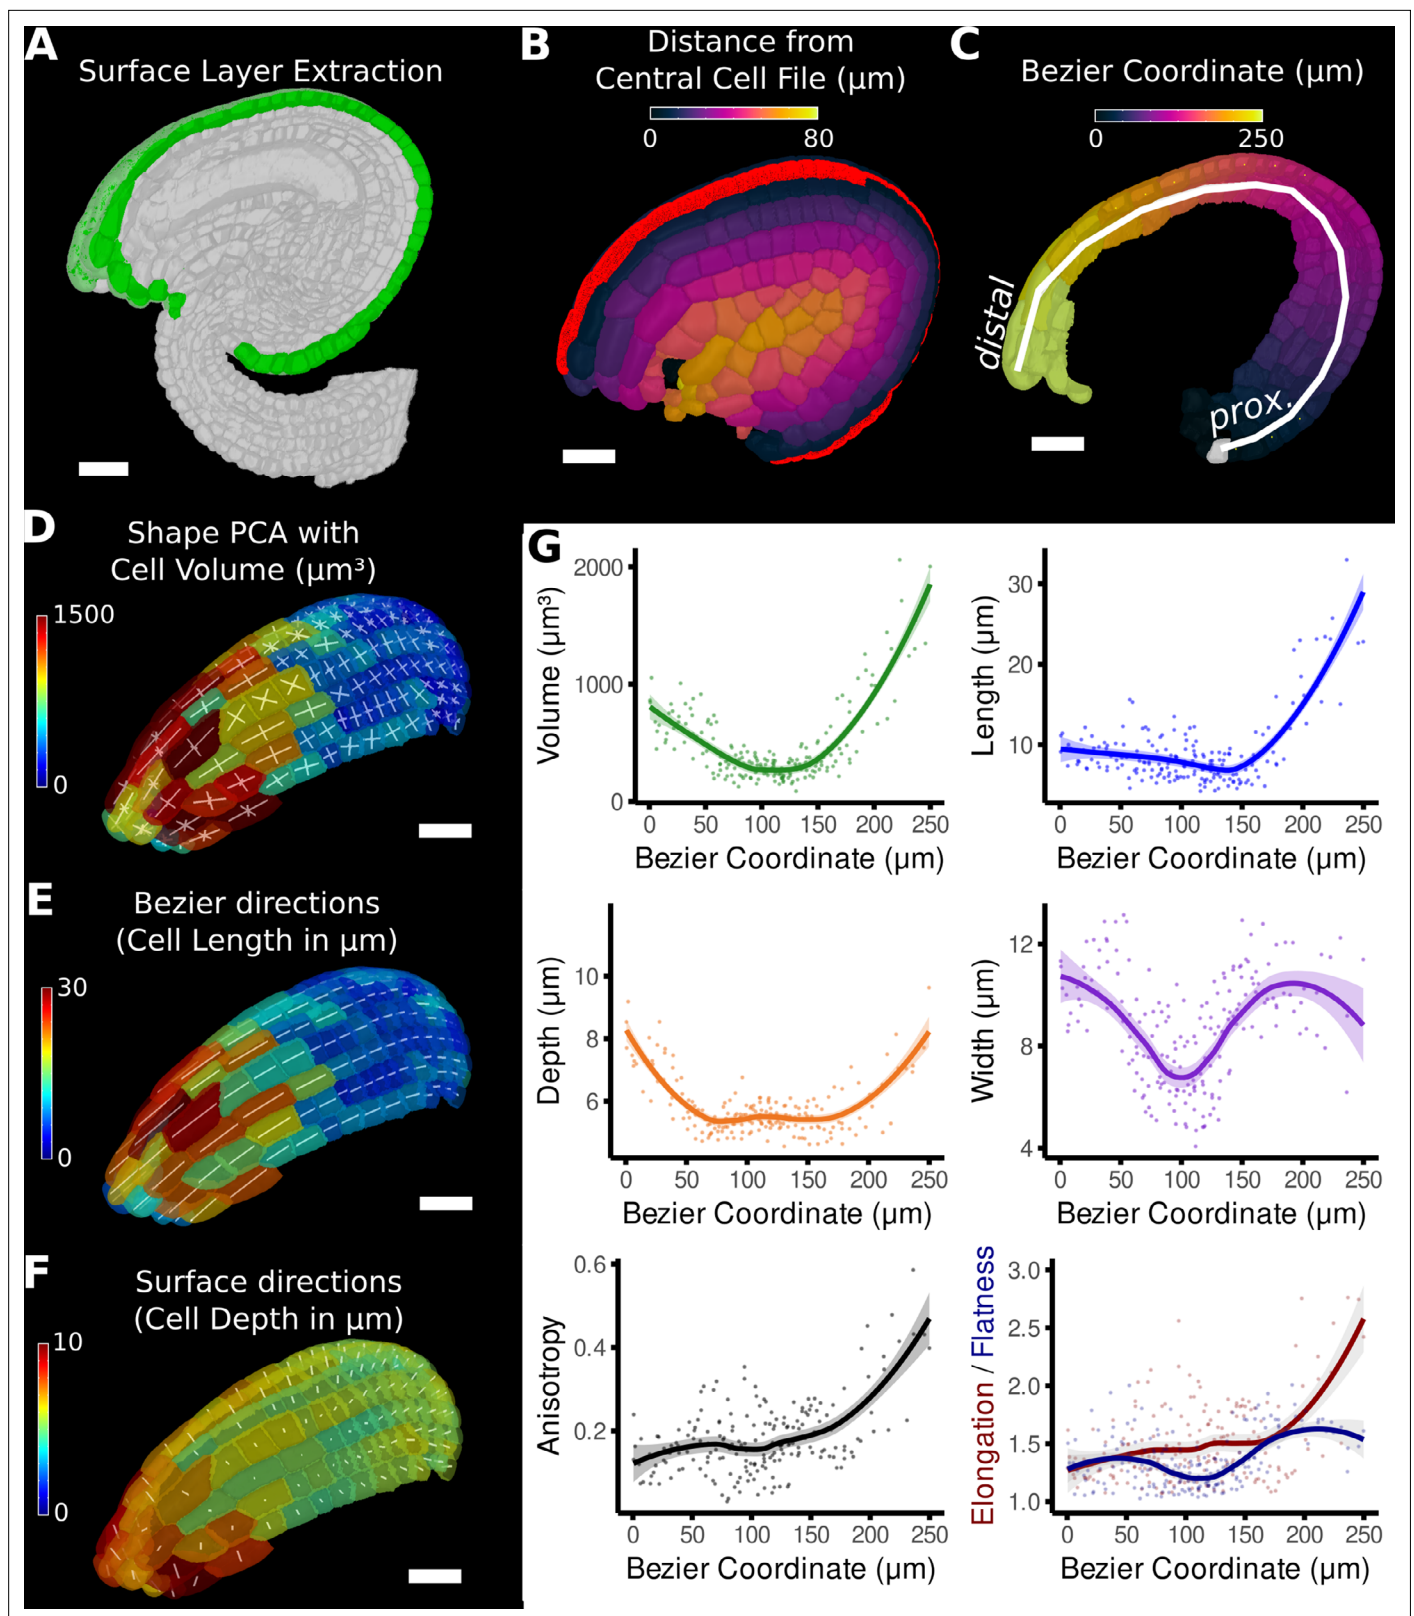 A
Surface Layer Extraction
B
Distance from
Central Cell File (µm)
0 80
C
Bezier Coordinate (µm)
0 250
distal
prox.
D
Shape PCA with
Cell Volume (µm³)
1500
0
E
Bezier directions
(Cell Length in µm)
30
0
F
Surface directions
(Cell Depth in µm)
10
0
G
Volume (µm³)
2000
1000
0
0 50 100 150 200 250
Bezier Coordinate (µm)
Length (µm)
30
20
10
0 50 100 150 200 250
Bezier Coordinate (µm)
Depth (µm)
10
8
6
0 50 100 150 200 250
Bezier Coordinate (µm)
Width (µm)
12
8
4
0 50 100 150 200 250
Bezier Coordinate (µm)
Anisotropy
0.6
0.4
0.2
0 50 100 150 200 250
Bezier Coordinate (µm)
Elongation / Flatness
3.0
2.5
2.0
1.5
1.0
0 50 100 150 200 250
Bezier Coordinate (µm)